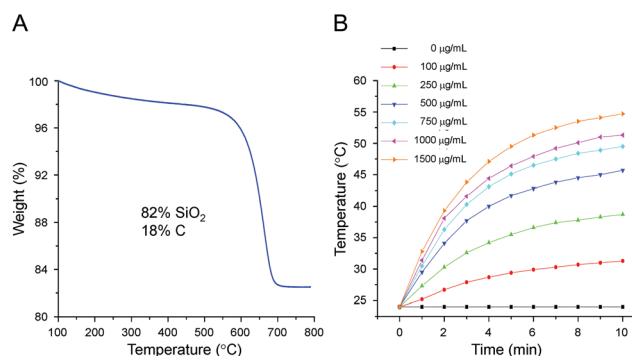 A
100
96
92
88
84
80
Weight (%)
82% SiO₂
18% C
100 200 300 400 500 600 700 800
Temperature (°C)
B
0 µg/mL
100 µg/mL
250 µg/mL
500 µg/mL
750 µg/mL
1000 µg/mL
1500 µg/mL
60
55
50
45
40
35
30
25
Temperature (°C)
0 2 4 6 8 10
Time (min)